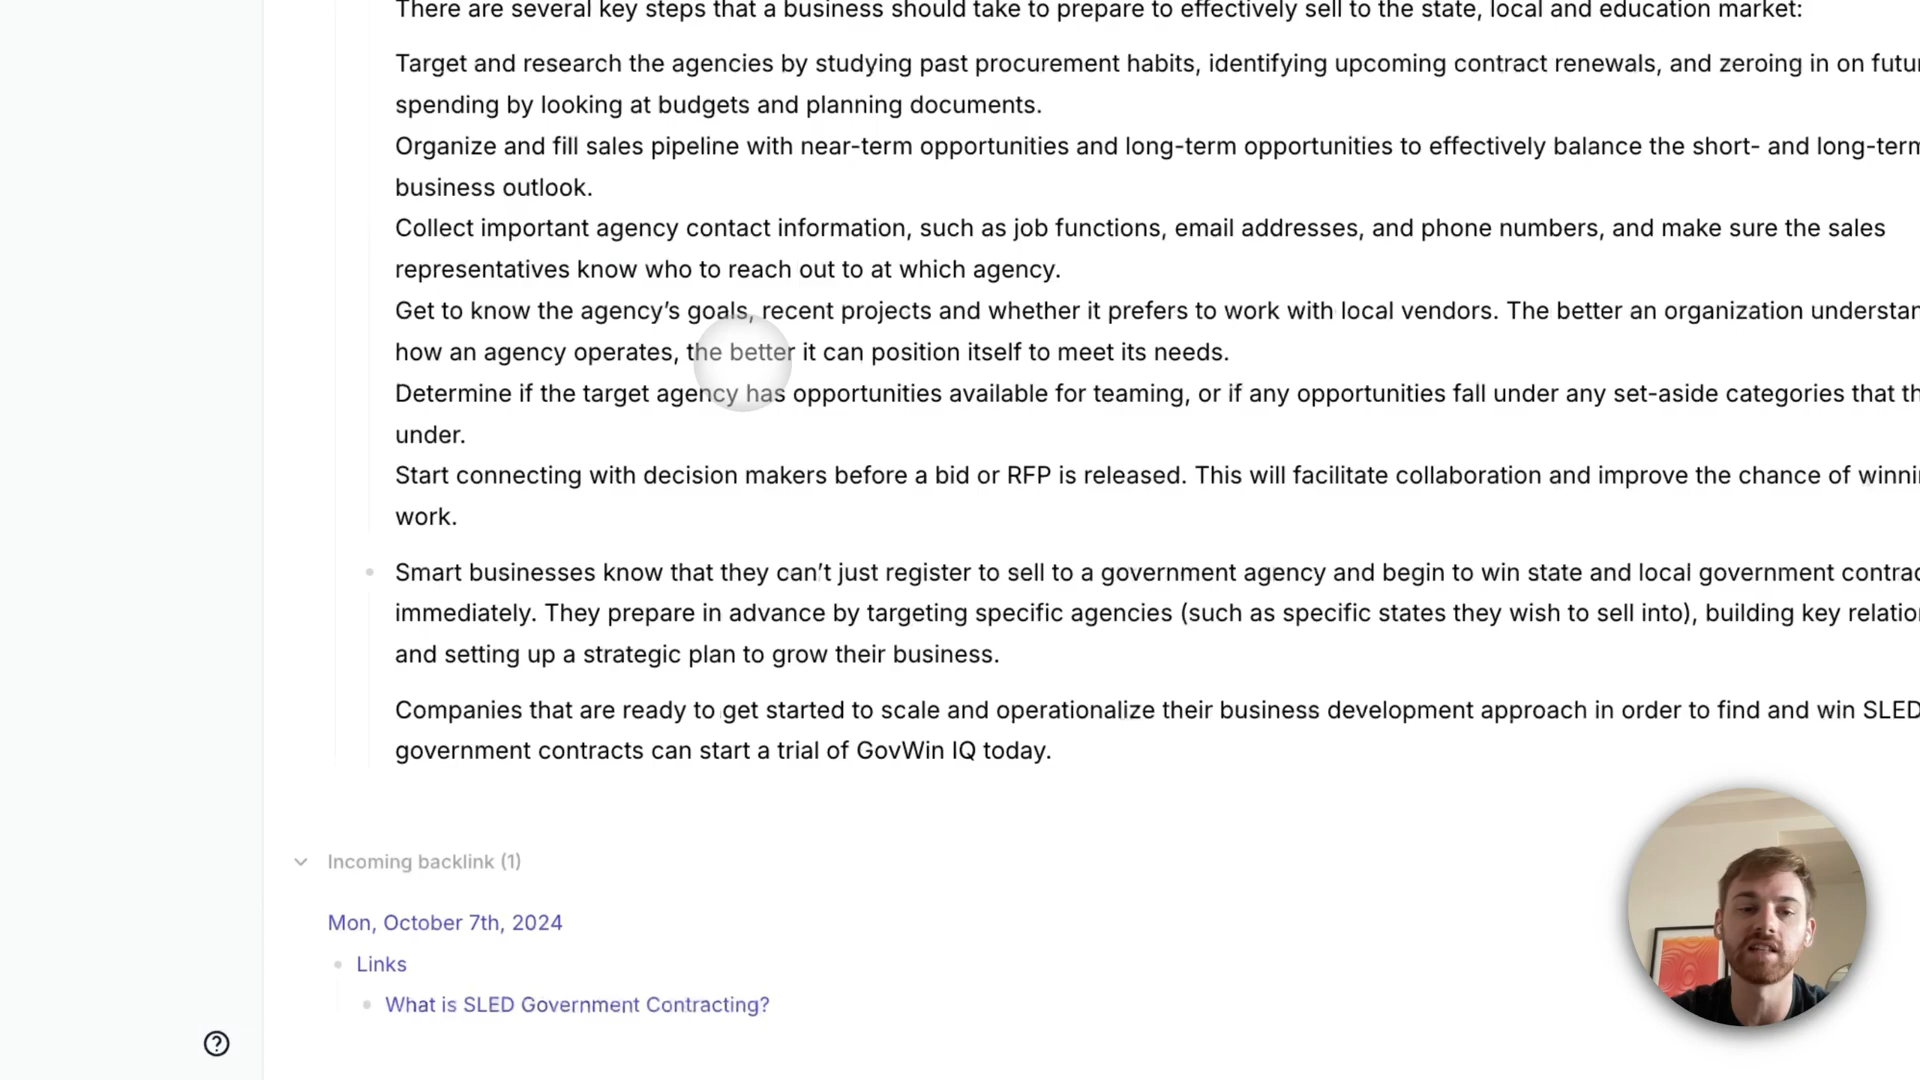 There are several key steps that a business should take to prepare to effectively sell to the state, local and education market:
Target and research the agencies by studying past procurement habits, identifying upcoming contract renewals, and zeroing in on
spending by looking at budgets and planning documents.
Organize and fill sales pipeline with near-term opportunities and long-term opportunities to effectively balance the short- and long-term
business outlook.
Collect important agency contact information, such as job functions, email addresses, and phone numbers, and make sure the sales
representatives know who to reach out to at which agency.
Get to know the agency’s goals, recent projects and whether it prefers to work with local vendors. The better an organization
how an agency operates, the better it can position itself to meet its needs.
Determine if the target agency has opportunities available for teaming, or if any opportunities fall under any set-aside categories that
under.
Start connecting with decision makers before a bid or RFP is released. This will facilitate collaboration and improve the chance of
work.
Smart businesses know that they can’t just register to sell to a government agency and begin to win state and local government
immediately. They prepare in advance by targeting specific agencies (such as specific states they wish to sell into), building key
and setting up a strategic plan to grow their business.
Companies that are ready to get started to scale and operationalize their business development approach in order to find and win SLED
government contracts can start a trial of GovWin IQ today.
Incoming backlink (1)
Mon, October 7th, 2024
Links
What is SLED Government Contracting?